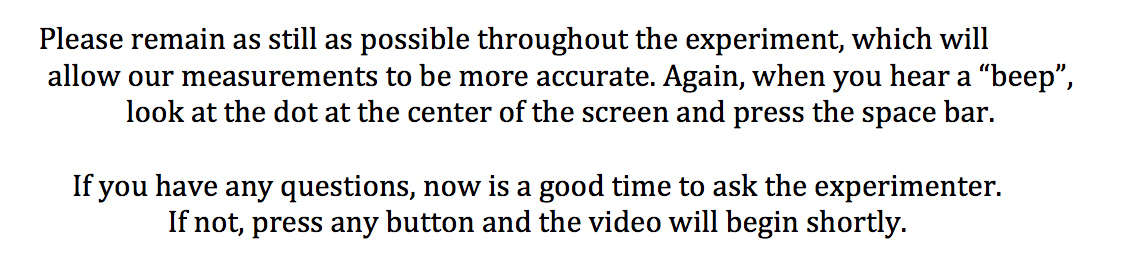 Please remain as still as possible throughout the experiment, which will
allow our measurements to be more accurate. Again, when you hear a “beep”,
look at the dot at the center of the screen and press the space bar.
If you have any questions, now is a good time to ask the experimenter.
If not, press any button and the video will begin shortly.